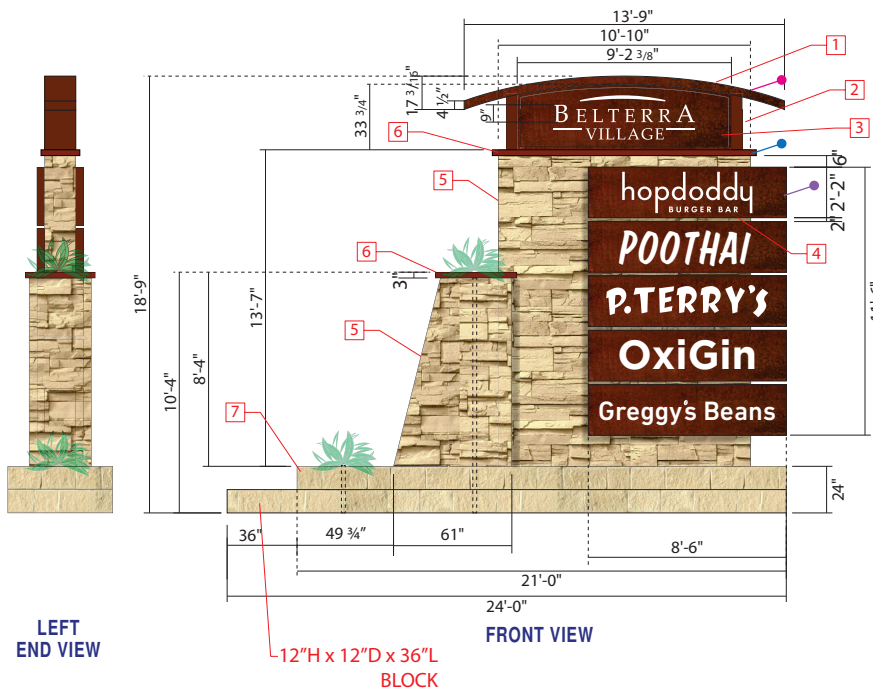 13'-9"
10'-10"
9'-2 3/8"
1
17 3/16"
4 1/2"
33 3/4"
9"
BELTERRA
VILLAGE
2
3
6
5
6"
hopdoddy
BURGER BAR
2'-2"
2"
4
POOTHAI
6
3"
18'-9"
13'-7"
P.TERRY'S
5
OxiGin
10'-4"
8'-4"
Greggy's Beans
7
24"
36"
49 ¾"
61"
8'-6"
21'-0"
24'-0"
LEFT
END VIEW
FRONT VIEW
12"H x 12"D x 36"L
BLOCK